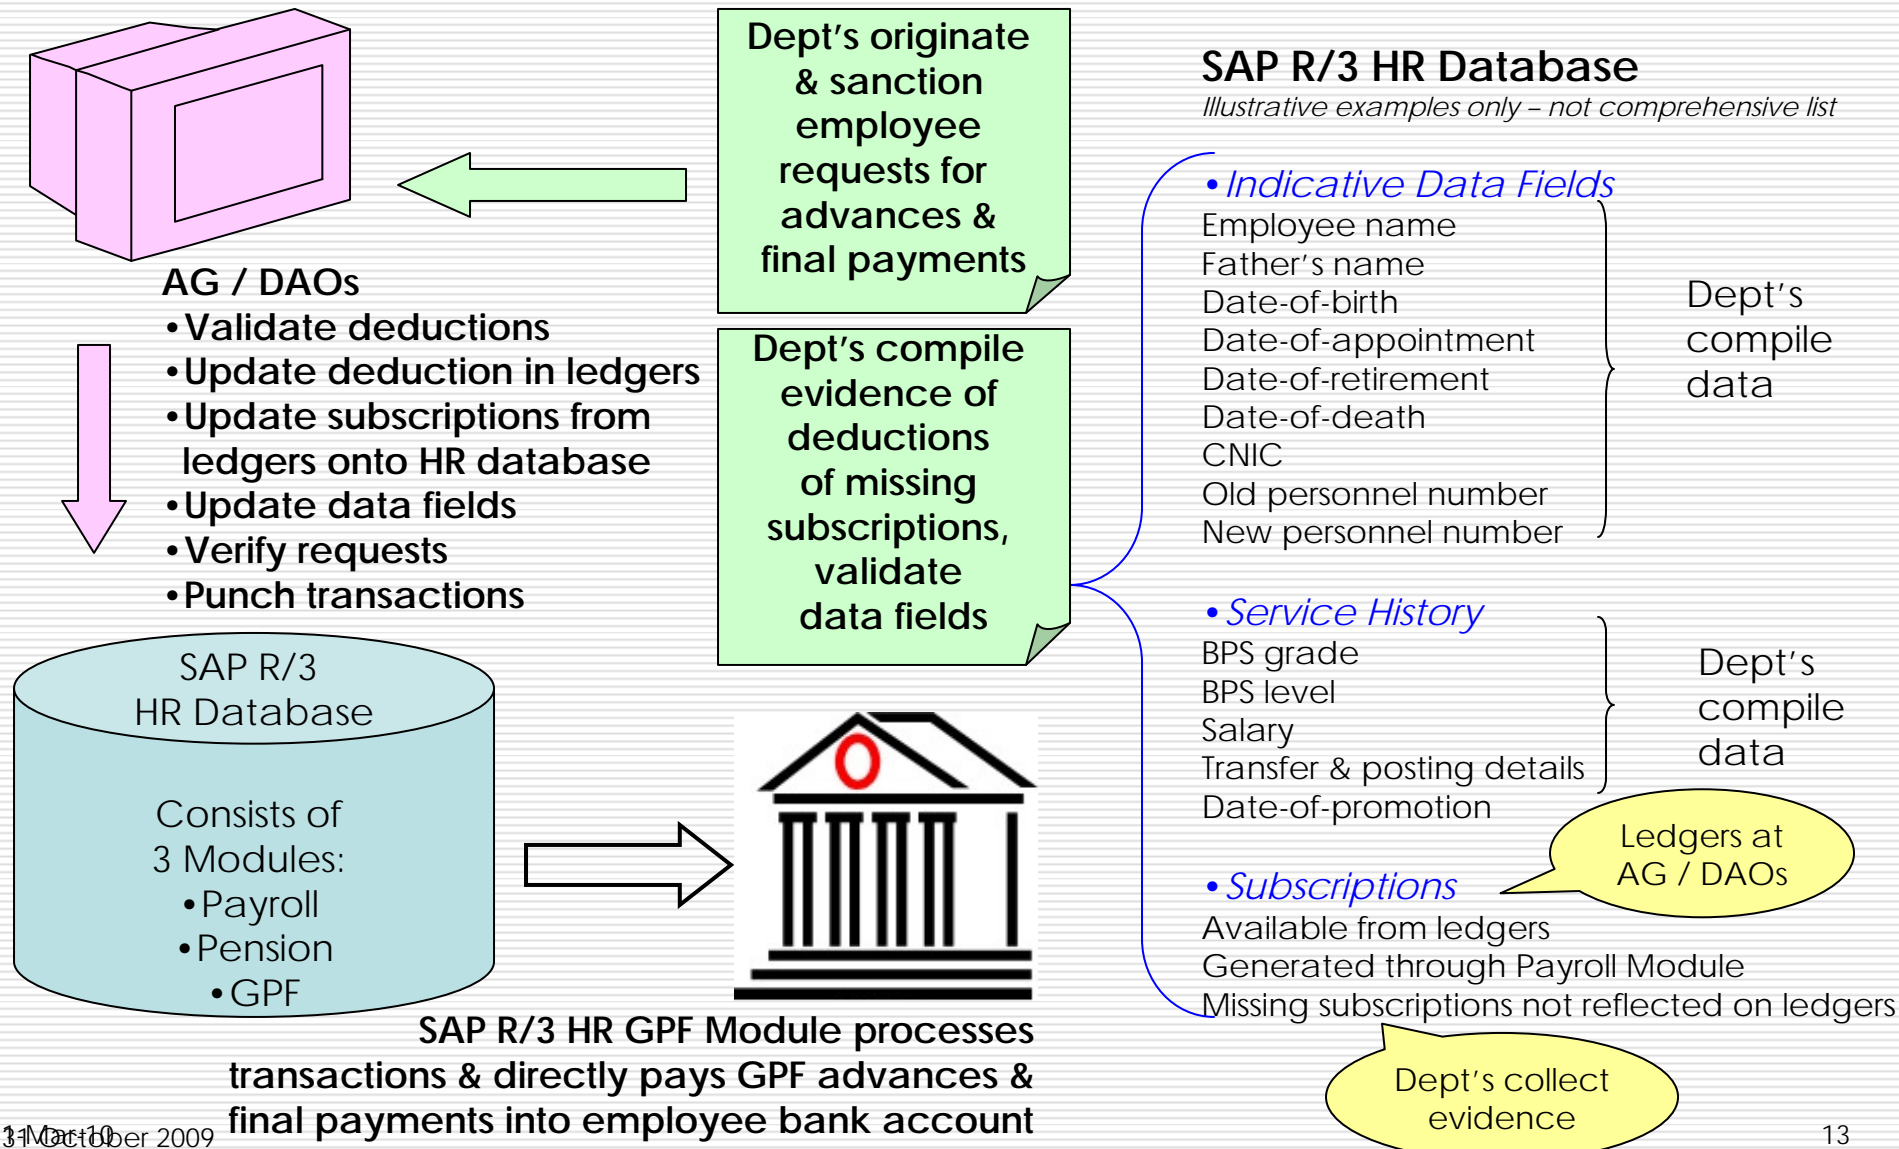 Dept's originate
& sanction
employee
requests for
advances &
final payments
AG / DAOs
•Validate deductions
•Update deduction in ledgers
•Update subscriptions from
ledgers onto HR database
•Update data fields
•Verify requests
•Punch transactions
Dept's compile
evidence of
deductions
of missing
subscriptions,
validate
data fields
SAP R/3
HR Database
Consists of
3 Modules:
•Payroll
•Pension
•GPF
SAP R/3 HR GPF Module processes
transactions & directly pays GPF advances &
final payments into employee bank account
SAP R/3 HR Database
Illustrative examples only – not comprehensive list
•Indicative Data Fields
Employee name
Father's name
Date-of-birth
Date-of-appointment
Date-of-retirement
Date-of-death
CNIC
Old personnel number
New personnel number
Dept's
compile
data
•Service History
BPS grade
BPS level
Salary
Transfer & posting details
Date-of-promotion
Dept's
compile
data
Ledgers at
AG / DAOs
•Subscriptions
Available from ledgers
Generated through Payroll Module
Missing subscriptions not reflected on ledgers
Dept's collect
evidence
31 October 2009
13